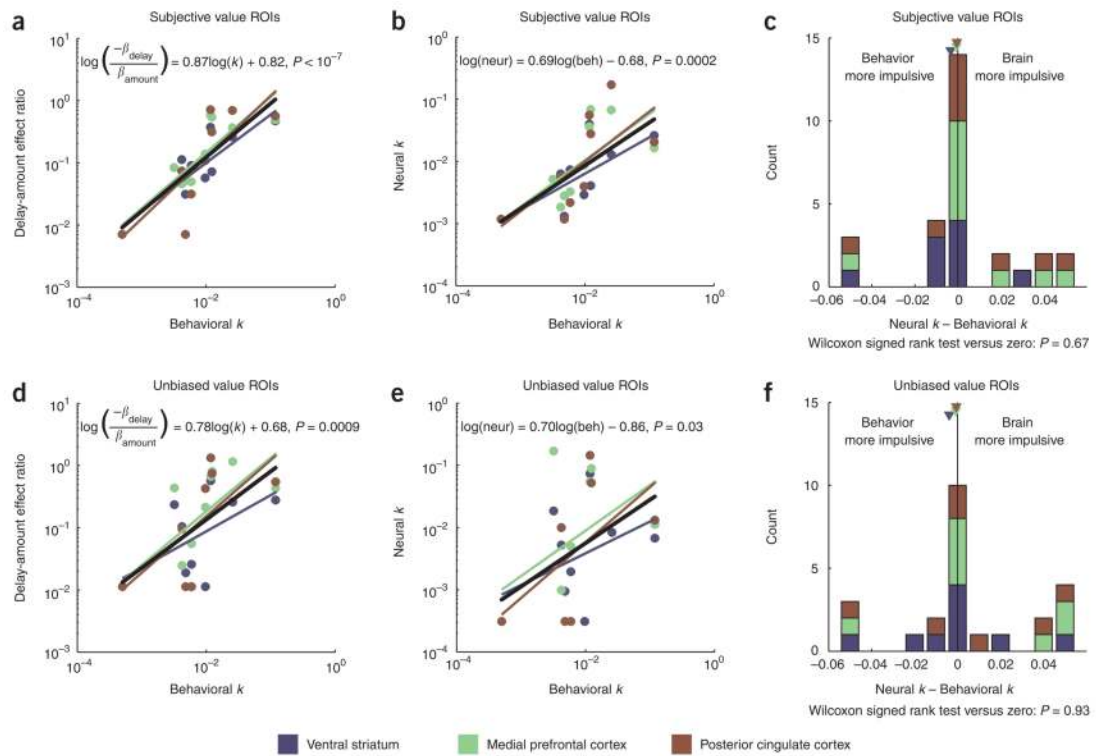 a
Subjective value ROIs
10^1
10^0
10^−1
10^−2
10^−3
Delay-amount effect ratio
log(−β_delay / β_amount) = 0.87log(k) + 0.82, P < 10^−7
10^−4
10^−2
10^0
Behavioral k
b
Subjective value ROIs
10^0
10^−1
10^−2
10^−3
10^−4
Neural k
log(neur) = 0.69log(beh) − 0.68, P = 0.0002
10^−4
10^−2
10^0
Behavioral k
c
Subjective value ROIs
15
10
5
0
Count
Behavior
more impulsive
Brain
more impulsive
−0.06
−0.02
0
0.02
0.04
Neural k – Behavioral k
Wilcoxon signed rank test versus zero: P = 0.67
d
Unbiased value ROIs
10^1
10^0
10^−1
10^−2
10^−3
Delay-amount effect ratio
log(−β_delay / β_amount) = 0.78log(k) + 0.68, P = 0.0009
10^−4
10^−2
10^0
Behavioral k
e
Unbiased value ROIs
10^0
10^−1
10^−2
10^−3
10^−4
Neural k
log(neur) = 0.70log(beh) − 0.86, P = 0.03
10^−4
10^−2
10^0
Behavioral k
f
Unbiased value ROIs
15
10
5
0
Count
Behavior
more impulsive
Brain
more impulsive
−0.06
−0.02
0
0.02
0.04
Neural k – Behavioral k
Wilcoxon signed rank test versus zero: P = 0.93
Ventral striatum
Medial prefrontal cortex
Posterior cingulate cortex